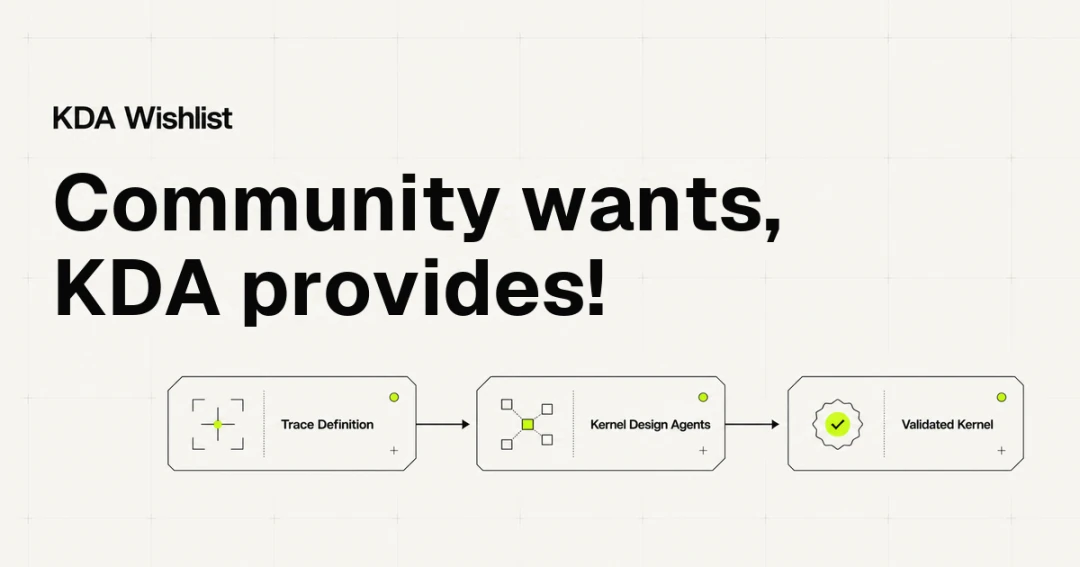 KDA Wishlist
Community wants,
KDA provides!
Trace Definition
Kernel Design Agents
Validated Kernel